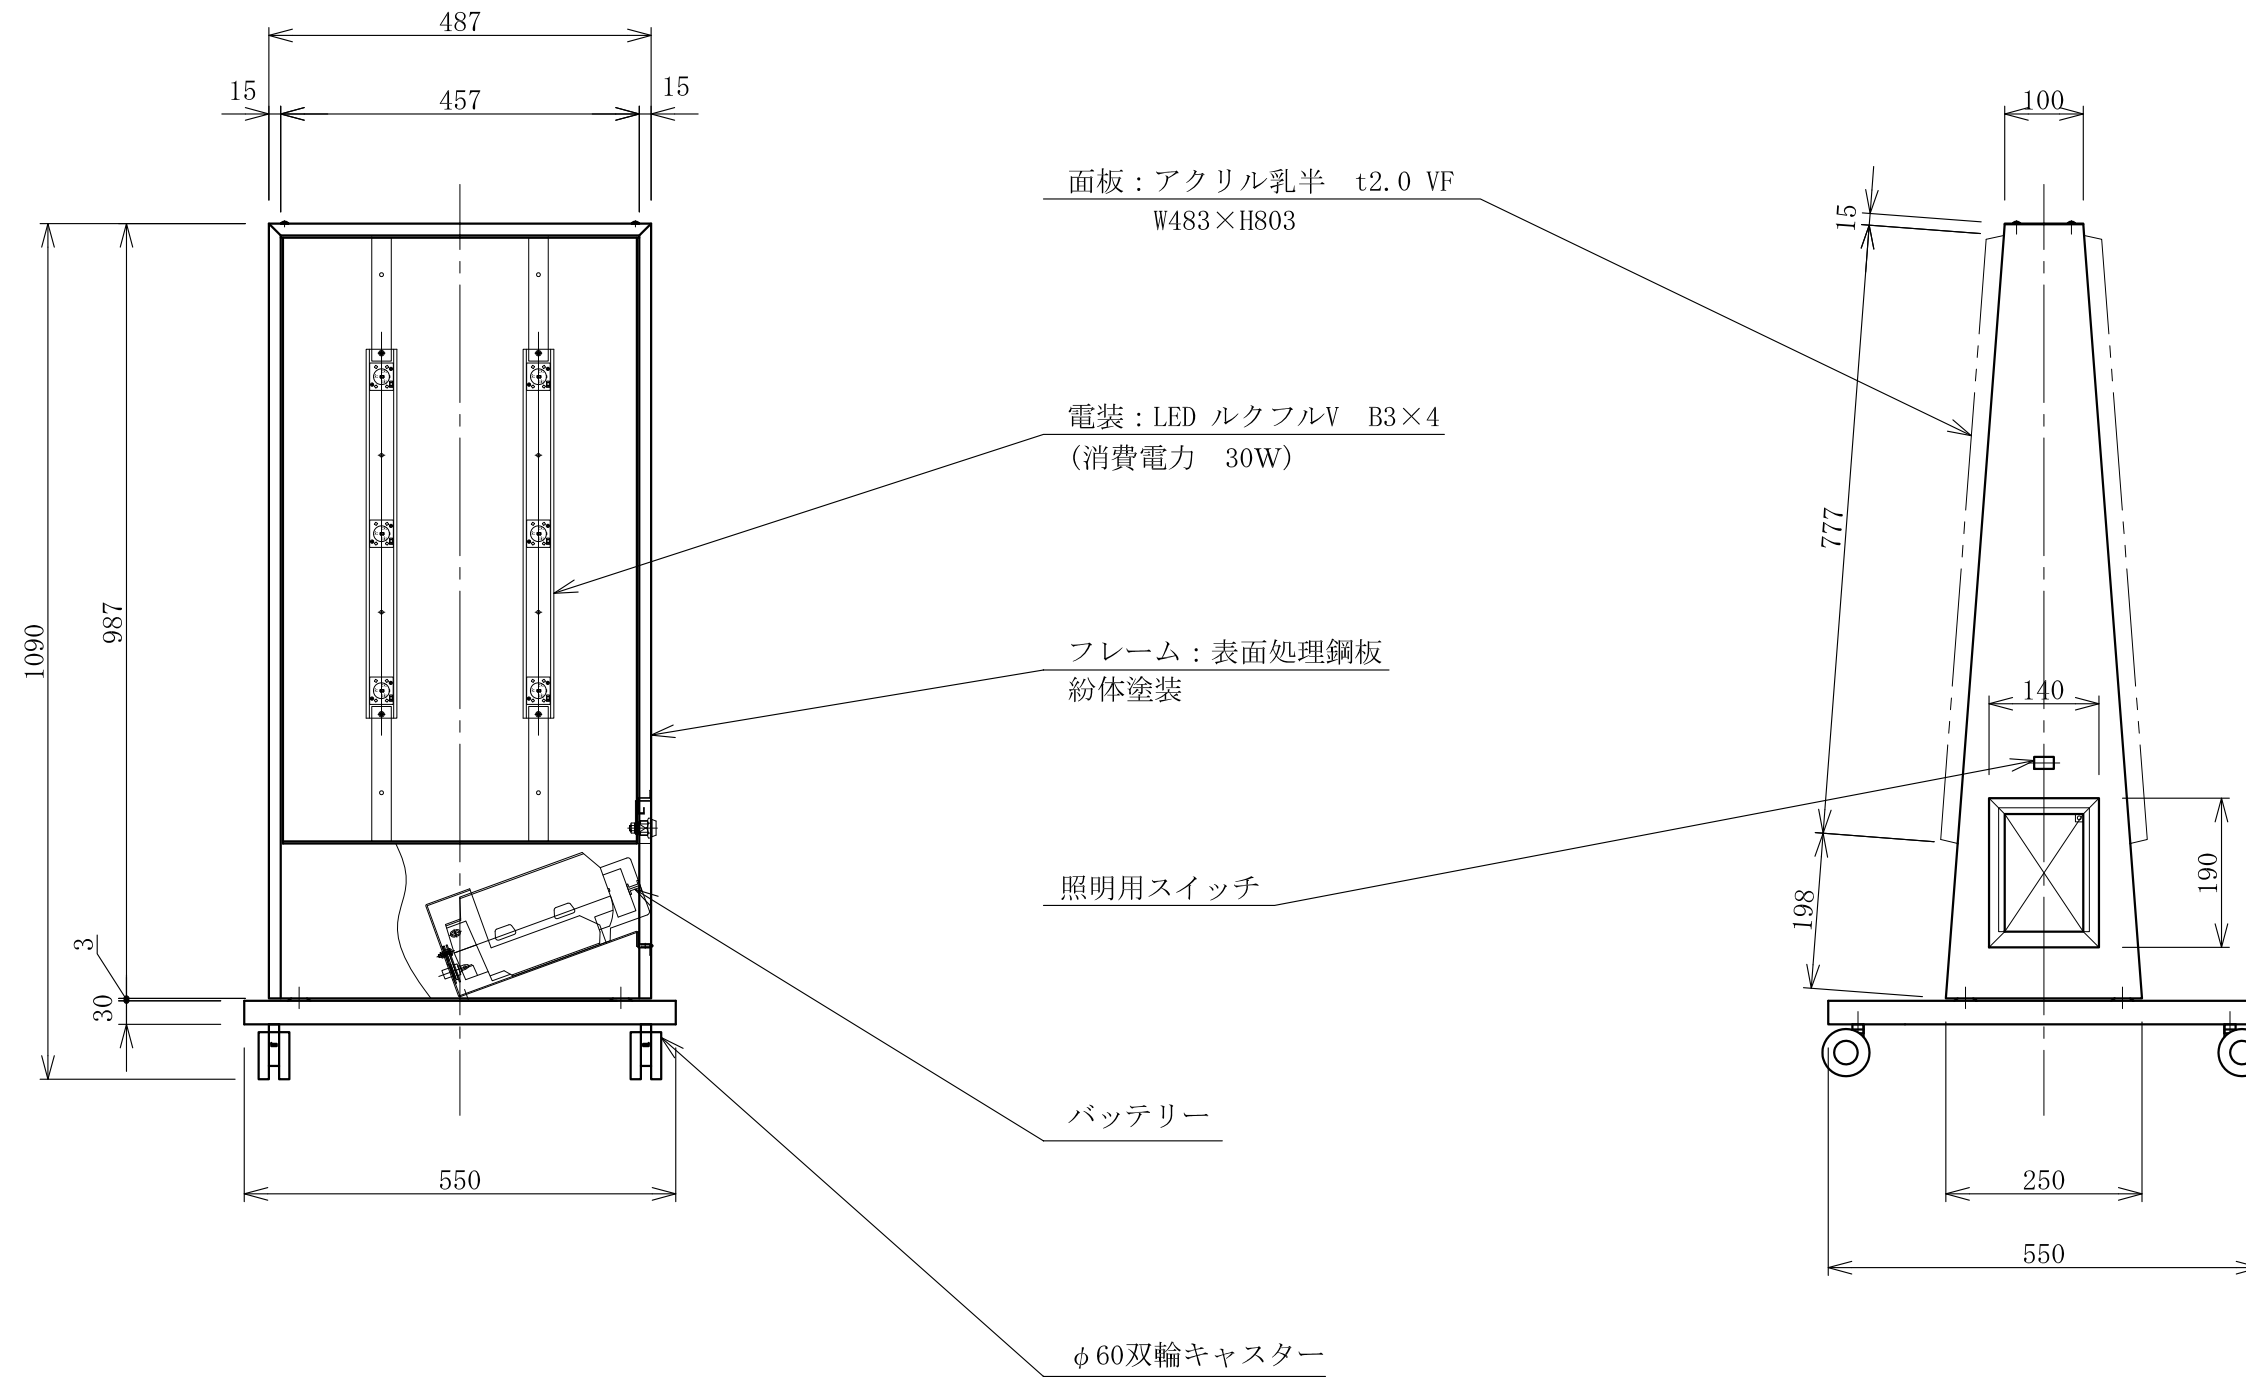 487
15
457
15
100
面板：アクリル乳半　t2.0 VF
W483×H803
15
777
電装：LED ルクフルV　B3×4
(消費電力　30W)
987
1090
フレーム：表面処理鋼板
紛体塗装
140
照明用スイッチ
190
198
3
30
バッテリー
550
250
550
φ60双輪キャスター